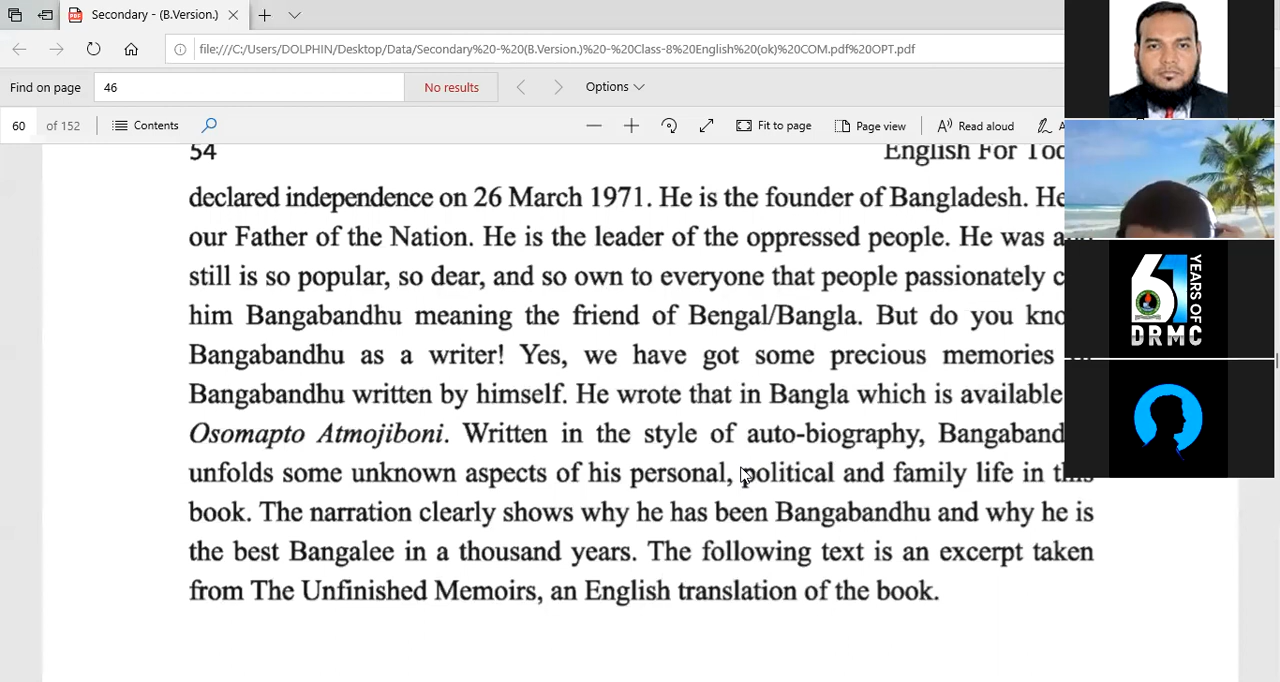 Secondary - (B.Version.)
file:///C:/Users/DOLPHIN/Desktop/Data/Secondary%20-%20(B.Version.)%20-%20Class-8%20English%20(ok)%20COM.pdf%20OPT.pdf
Find on page 46 No results Options
60 of 152 Contents Fit to page Page view Read aloud
54 English For
declared independence on 26 March 1971. He is the founder of Bangladesh. He
our Father of the Nation. He is the leader of the oppressed people. He was
still is so popular, so dear, and so own to everyone that people passionately
him Bangabandhu meaning the friend of Bengal/Bangla. But do you
Bangabandhu as a writer! Yes, we have got some precious memories
Bangabandhu written by himself. He wrote that in Bangla which is available
Osomapto Atmojiboni. Written in the style of auto-biography,
unfolds some unknown aspects of his personal, political and family life in this
book. The narration clearly shows why he has been Bangabandhu and why he is
the best Bangalee in a thousand years. The following text is an excerpt taken
from The Unfinished Memoirs, an English translation of the book.
61 YEARS OF
DRMC